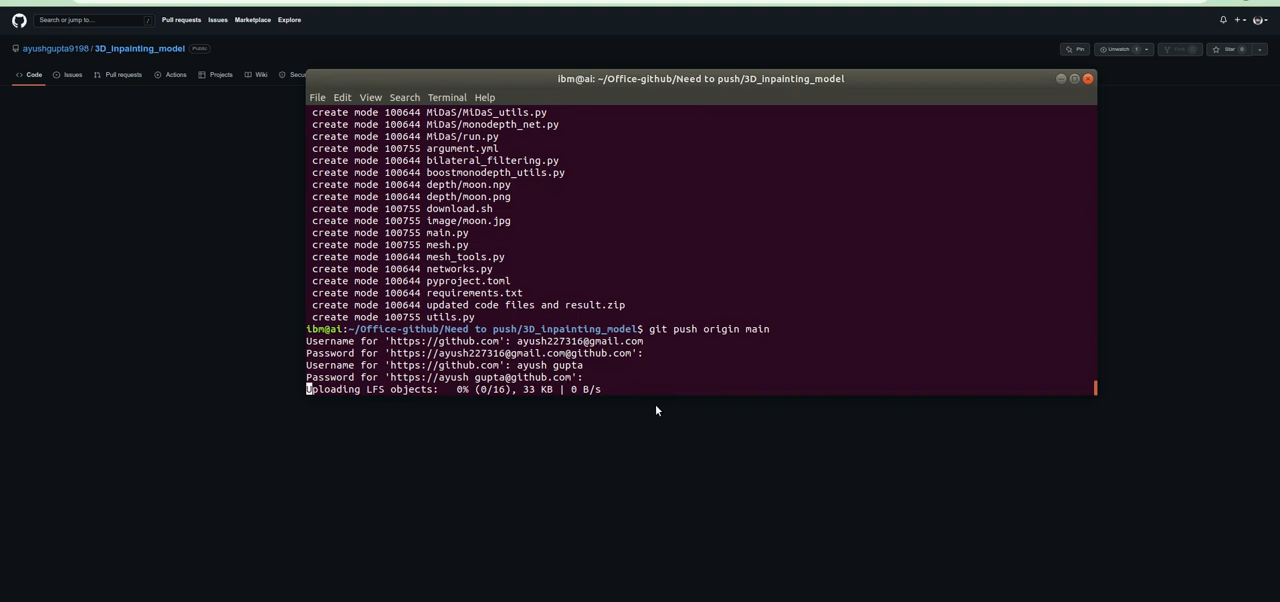 Search or jump to... /
Pull requests Issues Marketplace Explore
ayushgupta9198 / 3D_inpainting_model Public
Pin Unwatch 1 Star 0
Code Issues Pull requests Actions Projects Wiki Secu
ibm@ai: ~/Office-github/Need to push/3D_inpainting_model
File Edit View Search Terminal Help
create mode 100644 MiDaS/MiDaS_utils.py
create mode 100644 MiDaS/monodepth_net.py
create mode 100644 MiDaS/run.py
create mode 100755 argument.yml
create mode 100644 bilateral_filtering.py
create mode 100644 boostmonodepth_utils.py
create mode 100644 depth/moon.npy
create mode 100644 depth/moon.png
create mode 100755 download.sh
create mode 100755 image/moon.jpg
create mode 100755 main.py
create mode 100755 mesh.py
create mode 100644 mesh_tools.py
create mode 100644 networks.py
create mode 100644 pyproject.toml
create mode 100644 requirements.txt
create mode 100644 updated code files and result.zip
create mode 100755 utils.py
ibm@ai:~/Office-github/Need to push/3D_inpainting_model$ git push origin main
Username for 'https://github.com': ayush227316@gmail.com
Password for 'https://ayush227316@gmail.com@github.com':
Username for 'https://github.com': ayush gupta
Password for 'https://ayush gupta@github.com':
Uploading LFS objects:   0% (0/16), 33 KB | 0 B/s